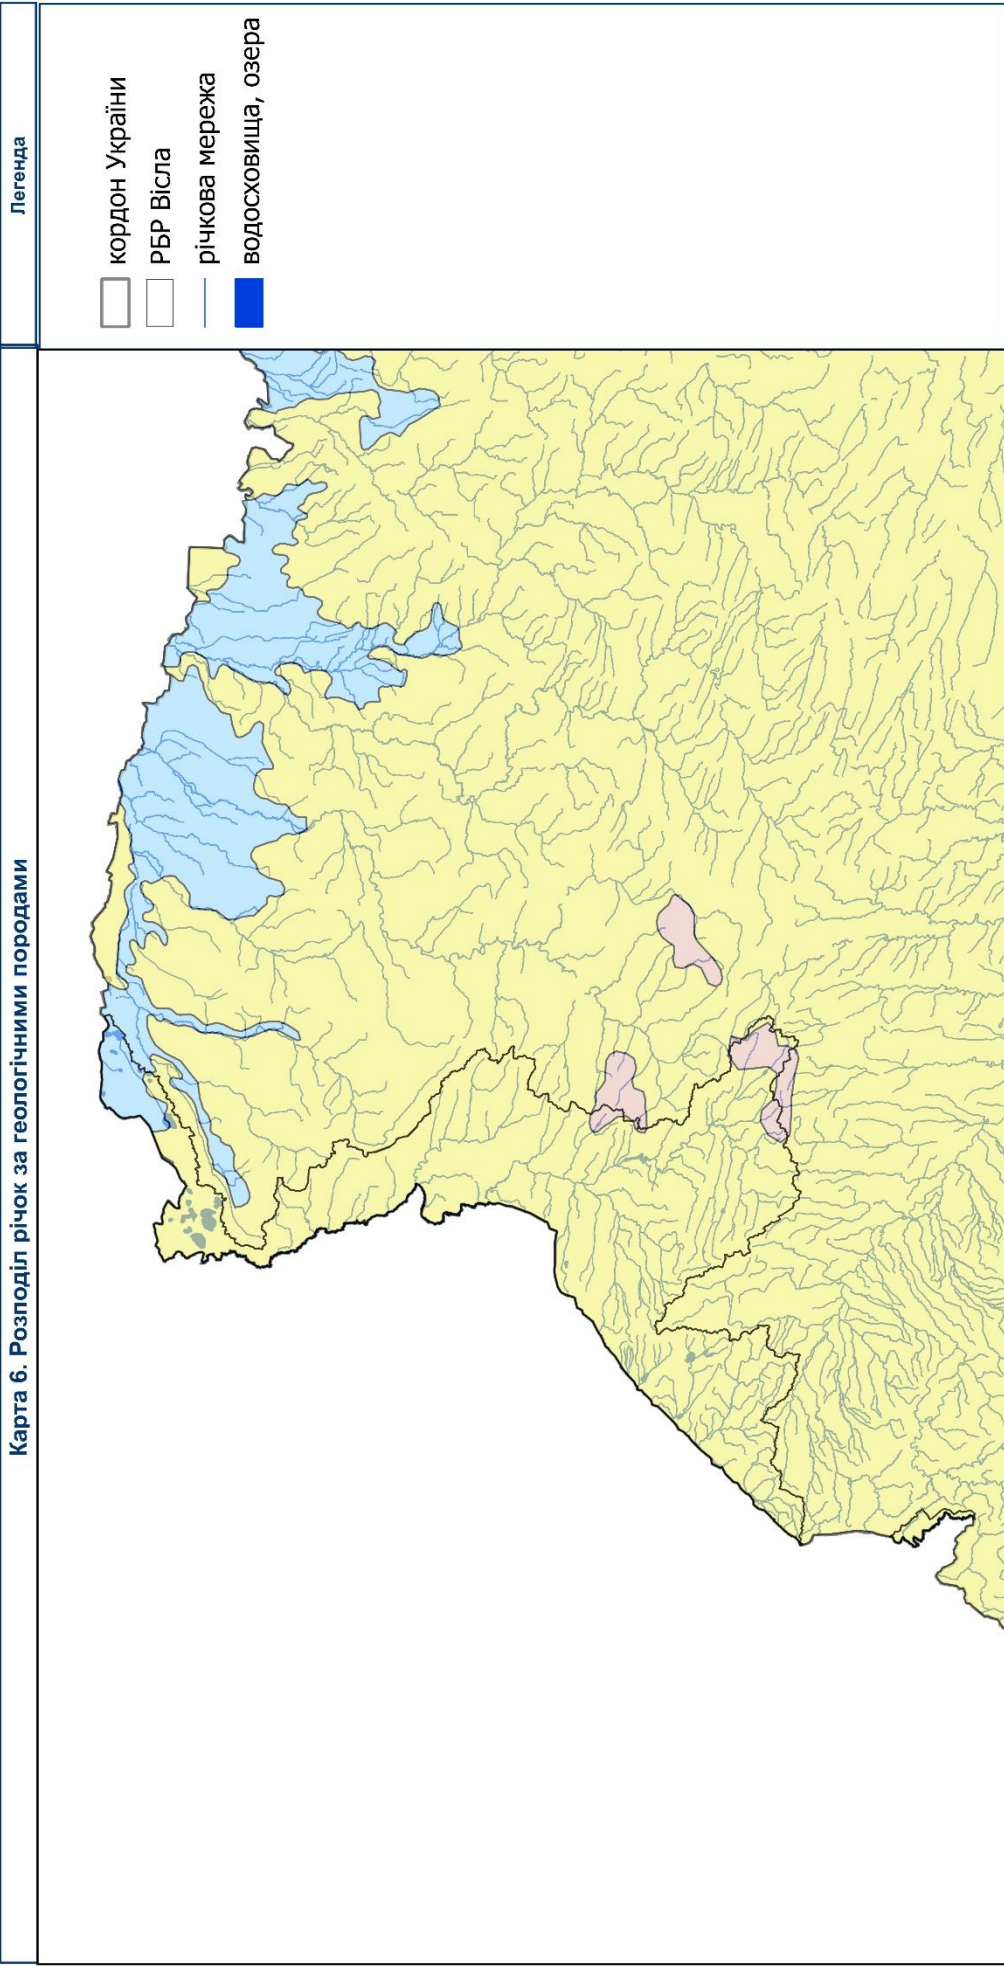 Карта 6. Розподіл річок за геологічними породами
Легенда
кордон України
РБР Вісла
річкова мережа
водосховища, озера